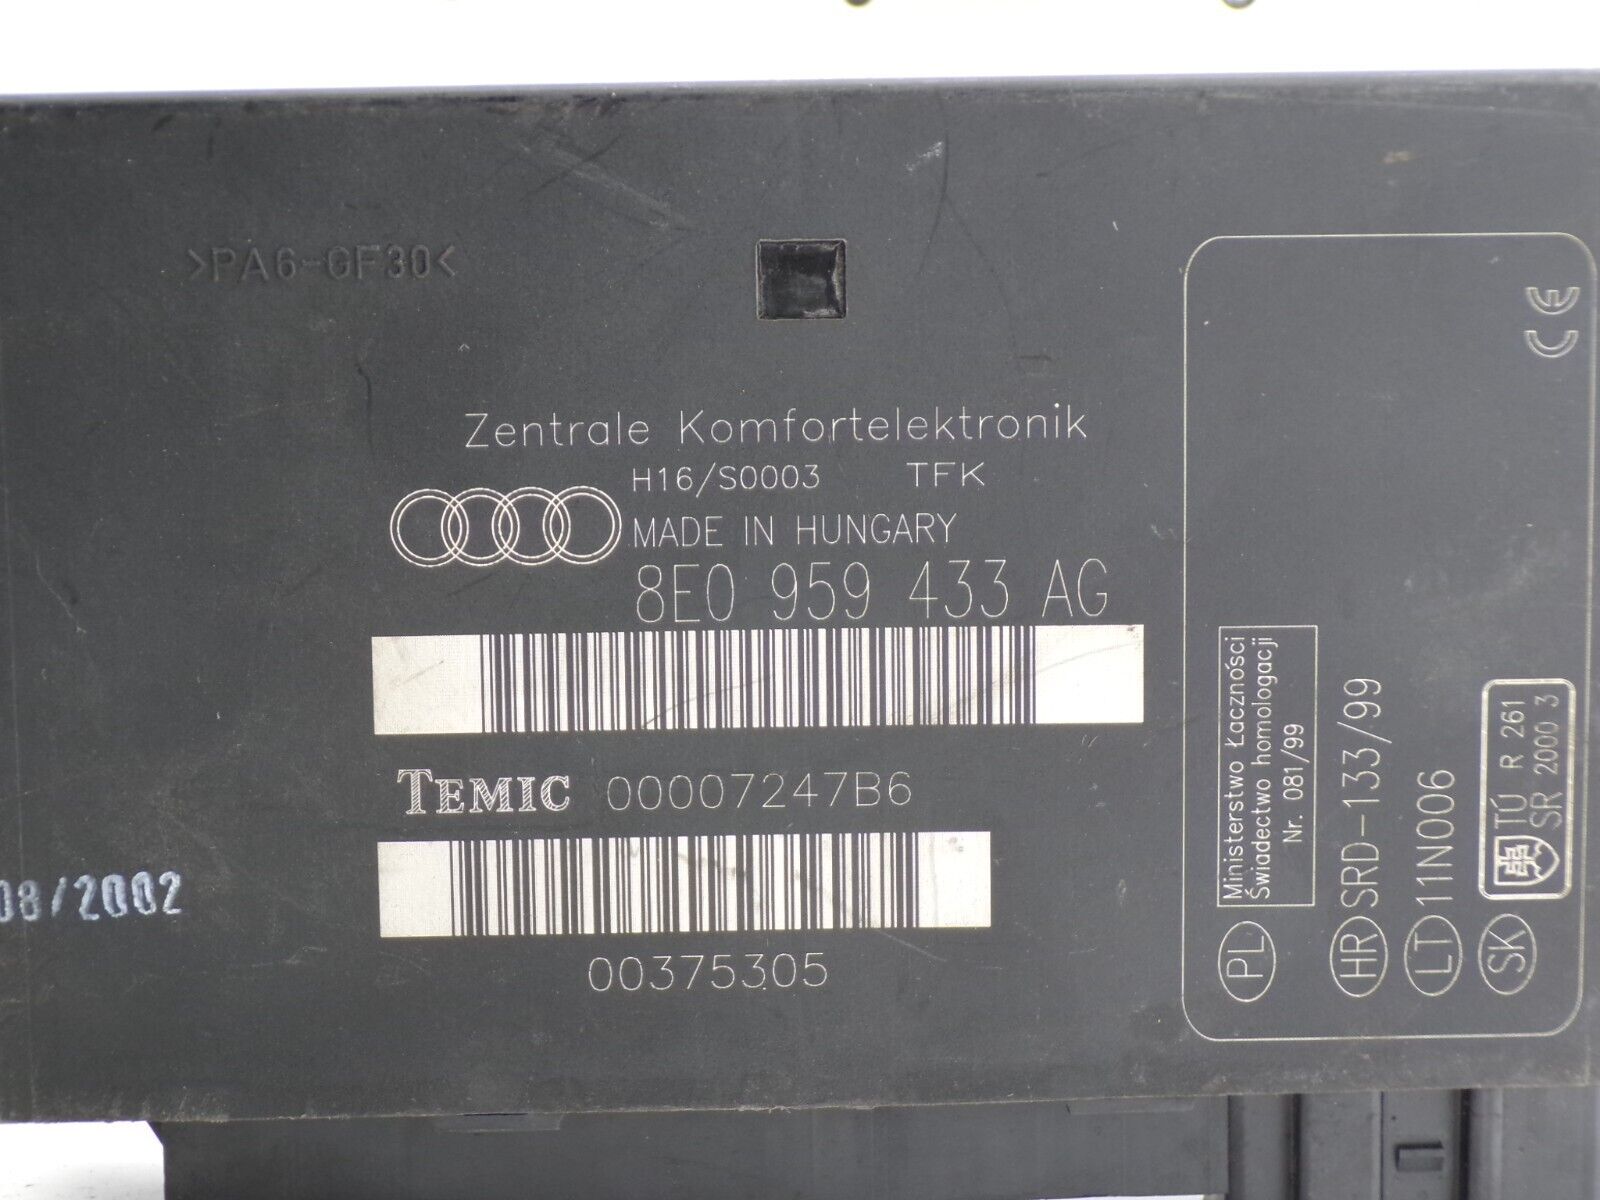 >PA6-GF30<
Zentrale Komfortelektronik
H16/S0003 TFK
MADE IN HUNGARY
8E0 959 433 AG
TEMIC 00007247B6
00375305
08/2002
CE
PL Ministerstwo Łączności
Świadectwo homologacji
Nr. 081/99
HR SRD-133/99
LT 11N006
SK TÚ R 261
SR 2000 3